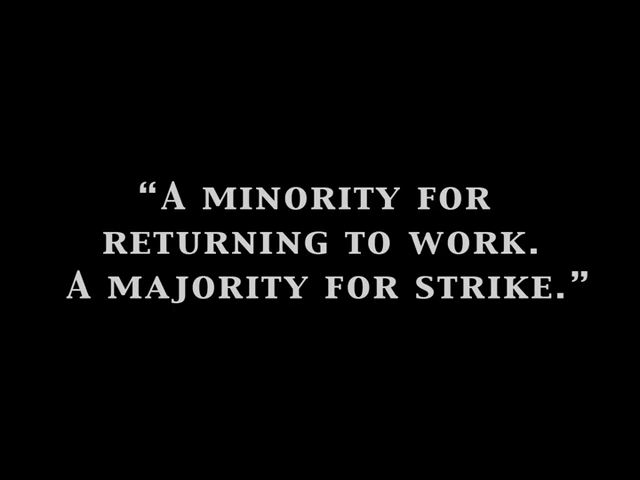 “A minority for
returning to work.
A majority for strike.”